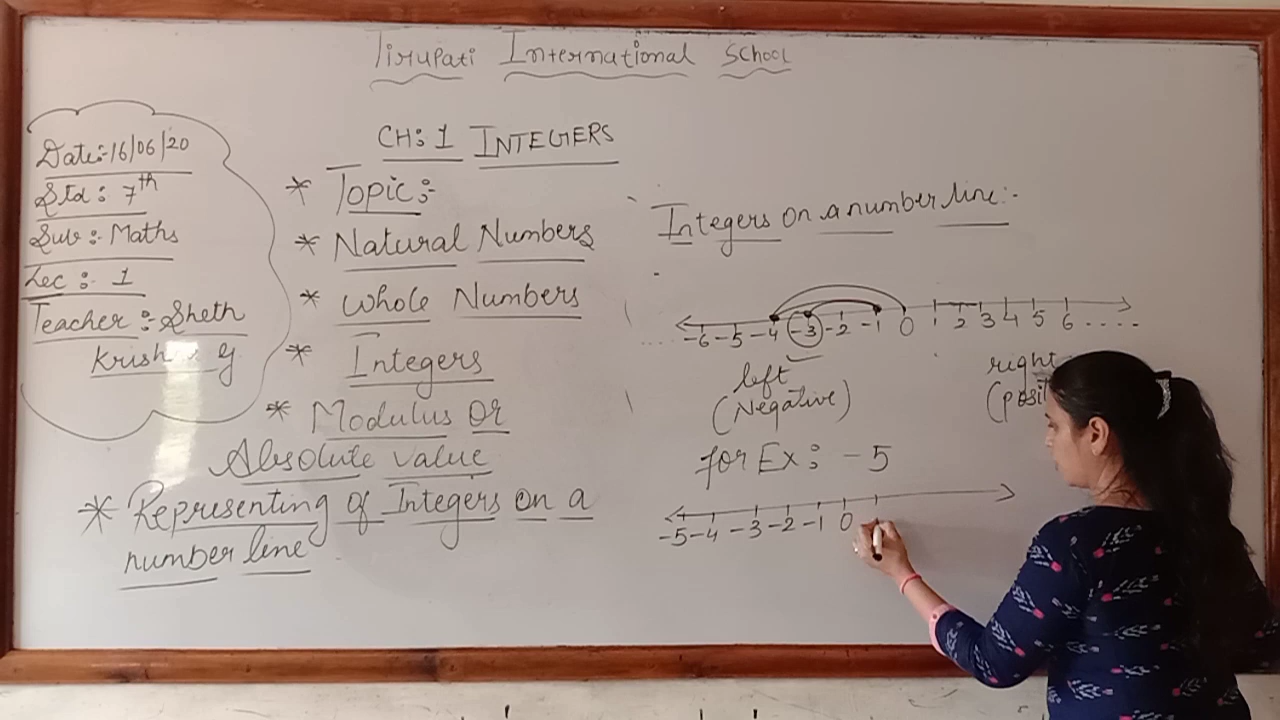 Tirupati International School
Date:-16/06/20
Std : 7th
Sub : Maths
Lec : 1
Teacher : Sheth
CH: 1 INTEGERS
* Topic:-
* Natural Numbers
* Whole Numbers
* Integers
* Modulus or
Absolute value
* Representing of Integers on a
number line
Integers on a number line:-
.... -6 -5 -4 -3 -2 -1 0 1 2 3 4 5 6 .....
left
(Negative)
right
for Ex: -5
-5 -4 -3 -2 -1 0